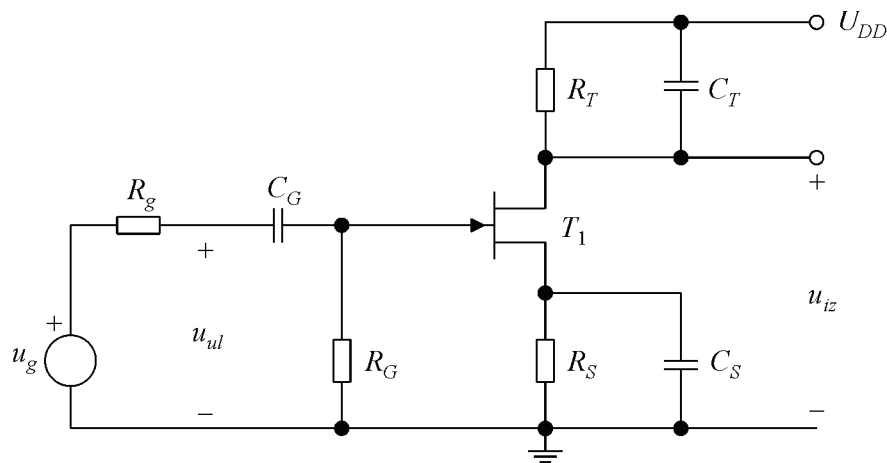 U_DD
R_T
C_T
+
R_g
C_G
+
T_1
+
u_g
u_ul
R_G
R_S
C_S
u_iz
−
−